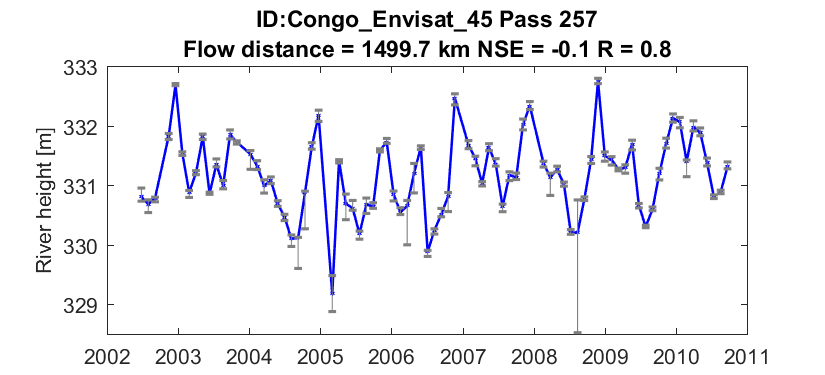 ID:Congo_Envisat_45 Pass 257
Flow distance = 1499.7 km NSE = -0.1 R = 0.8
River height [m]
333
332
331
330
329
2002 2003 2004 2005 2006 2007 2008 2009 2010 2011